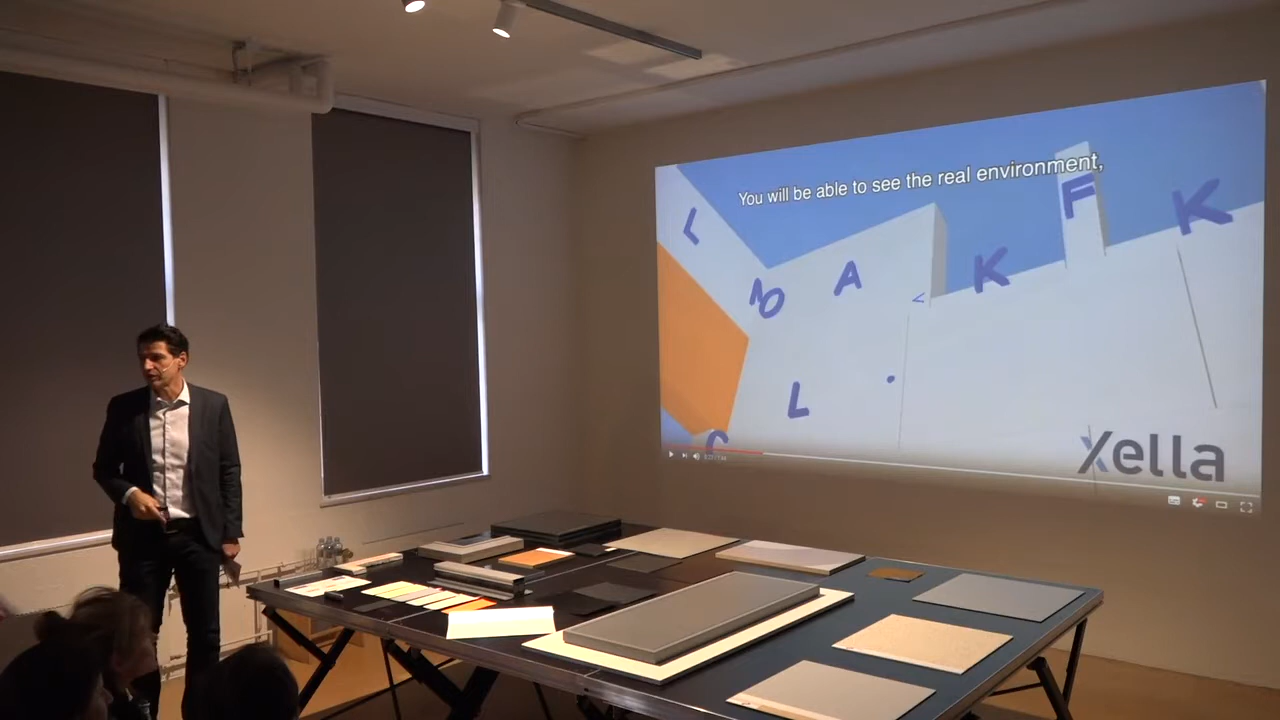 You will be able to see the real environment,
L
A
K
F
K
L
C
Xella